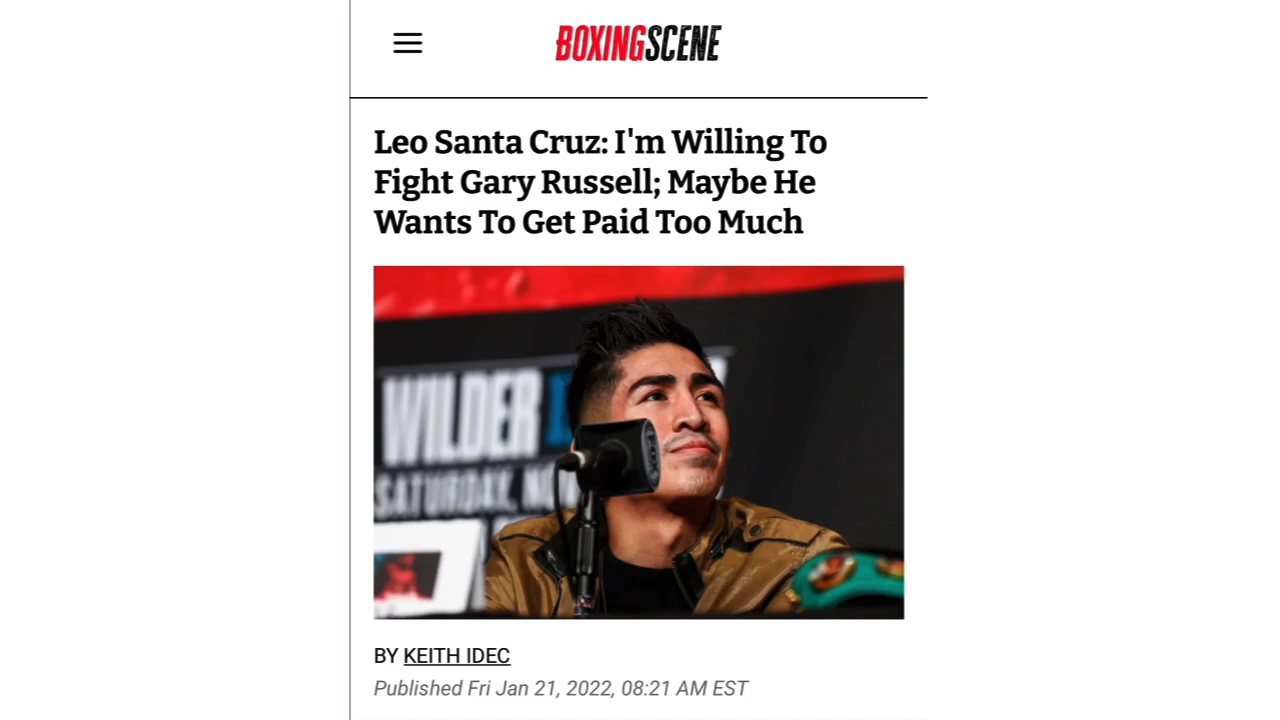 BOXINGSCENE
Leo Santa Cruz: I'm Willing To
Fight Gary Russell; Maybe He
Wants To Get Paid Too Much
WILDER
SATURDAY,
FOX
BY KEITH IDEC
Published Fri Jan 21, 2022, 08:21 AM EST